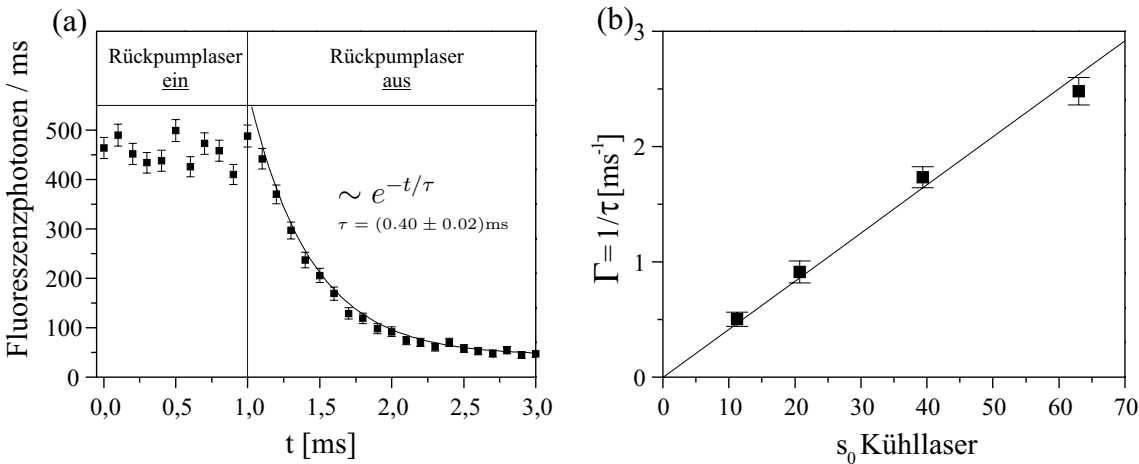 (a)
Rückpumplaser
ein
Rückpumplaser
aus
Fluoreszenzphotonen / ms
500
400
300
200
100
0
∼ e^{-t/τ}
τ = (0.40 ± 0.02)ms
0,0 0,5 1,0 1,5 2,0 2,5 3,0
t [ms]
(b)
Γ = 1/τ [ms⁻¹]
3
2
1
0
0 10 20 30 40 50 60 70
s₀ Kühllaser